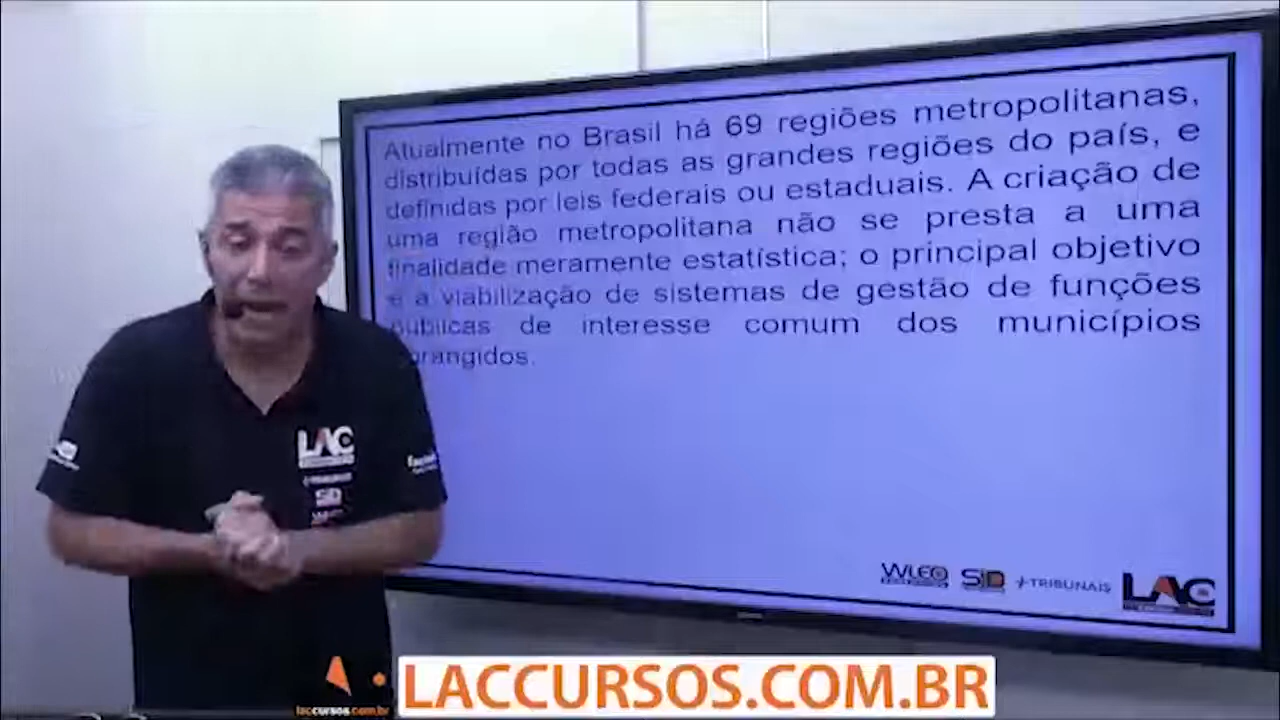 Atualmente no Brasil há 69 regiões metropolitanas,
distribuídas por todas as grandes regiões do país, e
definidas por leis federais ou estaduais. A criação de
uma região metropolitana não se presta a uma
finalidade meramente estatística; o principal objetivo
é a viabilização de sistemas de gestão de funções
públicas de interesse comum dos municípios
LAC
SID
WLEO SID +TRIBUNAIS LAC
laccursos.com.br
LACCURSOS.COM.BR